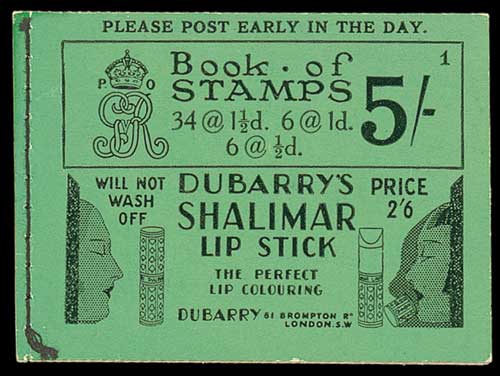 PLEASE POST EARLY IN THE DAY.
1
P O
GR
Book · of
STAMPS
5/-
34 @ 1½d. 6 @ 1d.
6 @ ½d.
WILL NOT
WASH
OFF
DUBARRY'S
SHALIMAR
LIP STICK
PRICE
2'6
THE PERFECT
LIP COLOURING
DUBARRY 81 BROMPTON Rᵈ
LONDON. S.W